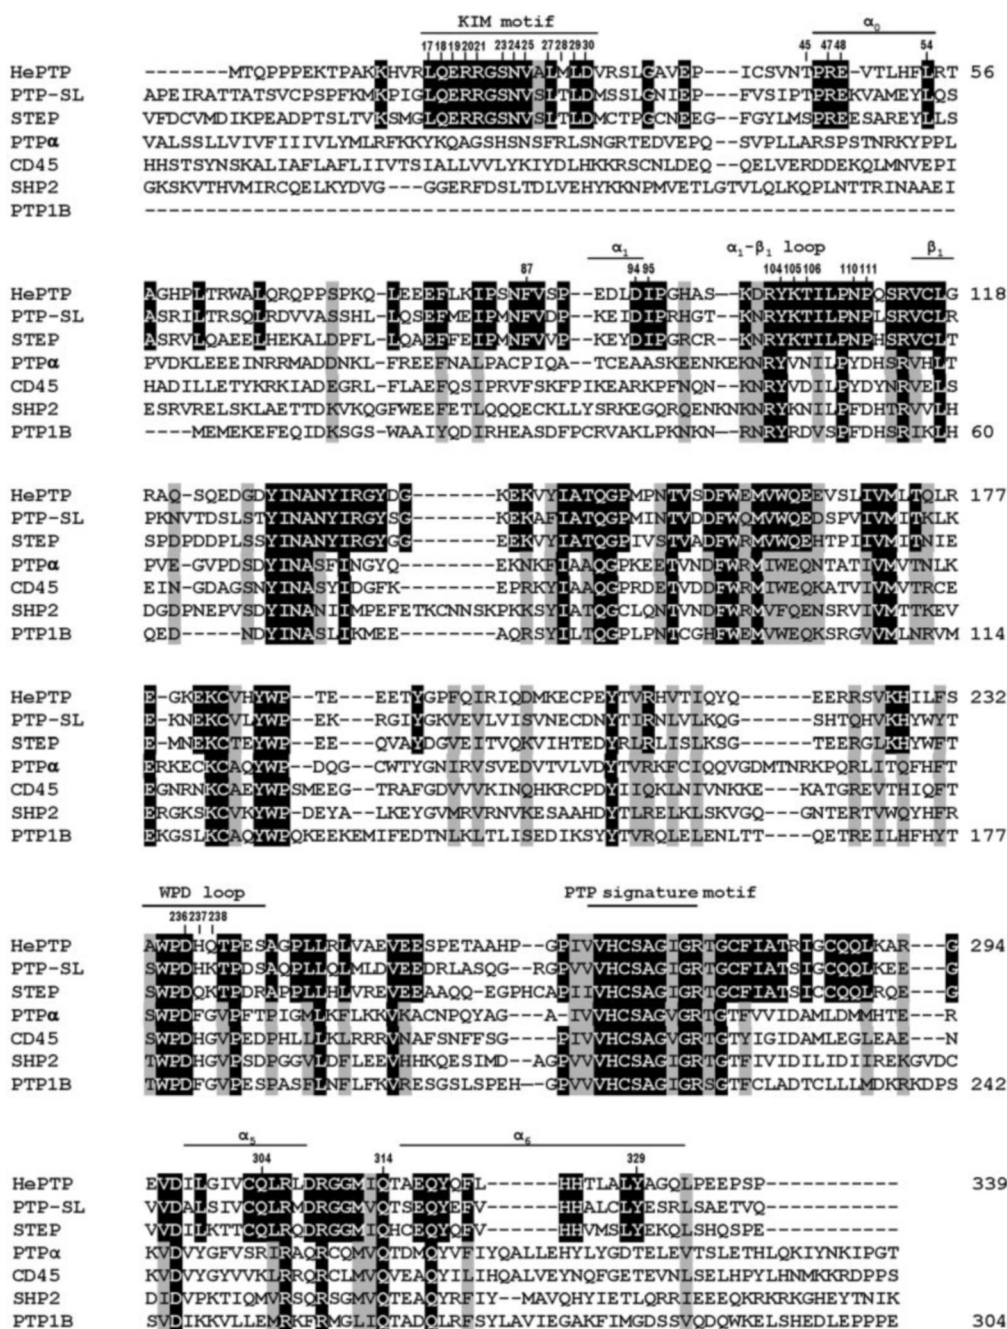 KIM motif α0
17 18 19 20 21 23 24 25 27 28 29 30 45 47 48 54
HePTP -------MTQPPPEKTPAKKHVRLQERRGSNVALMLDVRSLGAVEP---ICSVNTPRE-VTLHFLRT 56
PTP-SL APEIRATTATSVCPSPFKMKPIGLQERRGSNVSLTLDMSSLGNIEP---FVSIPTPREKVAMEYLQS
STEP VFDCVMDIKPEADPTSLTVKSMGLQERRGSNVSLTLDMCTPGCNEEG--FGYLMSPREESAREYLLS
PTPα VALSSLLVIVFIIIVLYMLRFKKYKQAGSHSNSFRLSNGRTEDVEPQ--SVPLLARSPSTNRKYPPL
CD45 HHSTSYNSKALIAFLAFLIIVTSIALLVVLYKIYDLHKKRSCNLDEQ--QELVERDDEKQLMNVEPI
SHP2 GKSKVTHVMIRCQELKYDVG---GGERFDSLTDLVEHYKKNPMVETLGTVLQLKQPLNTTRINAAEI
PTP1B -------------------------------------------------------------------
α1 α1-β1 loop β1
87 94 95 104 105 106 110 111
HePTP AGHPLTRWALQRQPPSPKQ-LEEEFLKIPSNFVSP--EDLDIPGHAS--KDRYKTILPNPQSRVCLG 118
PTP-SL ASRILTRSQLRDVVASSHL-LQSEFMEIPMNFVDP--KEIDIPRHGT--KNRYKTILPNPLSRVCLR
STEP ASRVLQAEELHEKALDPFL-LQAEFFEIPMNFVVP--KEYDIPGRCR--KNRYKTILPNPHSRVCLT
PTPα PVDKLEEEINRRMADDNKL-FREEFNALPACPIQA--TCEAASKEENKEKNRYVNILPYDHSRVHLT
CD45 HADILLETYKRKIADEGRL-FLAEFQSIPRVFSKFPIKEARKPFNQN--KNRYVDILPYDYNRVELS
SHP2 ESRVRELSKLAETTDKVKQGFWEEFETLQQQECKLLYSRKEGQRQENKNKNRYKNILPFDHTRVVLH
PTP1B ----MEMEKEFEQIDKSGS-WAAIYQDIRHEASDFPCRVAKLPKNKN--RNRYRDVSPFDHSRIKLH 60
HePTP RAQ-SQEDGDYINANYIRGYDG-------KEKVYIATQGPMPNTVSDFWEMVWQEEVSLIVMLTQLR 177
PTP-SL PKNVTDSLSTYINANYIRGYSG-------KEKAFIATQGPMINTVDDFWQMVWQEDSPVIVMITKLK
STEP SPDPDDPLSSYINANYIRGYGG-------EEKVYIATQGPIVSTVADFWRMVWQEHTPIIVMITNIE
PTPα PVE-GVPDSDYINASFINGYQ--------EKNKFIAAQGPKEETVNDFWRMIWEQNTATIVMVTNLK
CD45 EIN-GDAGSNYINASYIDGFK--------EPRKYIAAQGPRDETVDDFWRMIWEQKATVIVMVTRCE
SHP2 DGDPNEPVSDYINANIIMPEFETKCNNSKPKKSYIATQGCLQNTVNDFWRMVFQENSRVIVMTTKEV
PTP1B QED-----NDYINASLIKMEE--------AQRSYILTQGPLPNTCGHFWEMVWEQKSRGVVMLNRVM 114
HePTP E-GKEKCVHYWP--TE---EETYGPFQIRIQDMKECPEYTVRHVTIQYQ------EERRSVKHILFS 232
PTP-SL E-KNEKCVLYWP--EK---RGIYGKVEVLVISVNECDNYTIRNLVLKQG------SHTQHVKHYWYT
STEP E-MNEKCTEYWP--EE---QVAYDGVEITVQKVIHTEDYRLRLISLKSG------TEERGLKHYWFT
PTPα ERKECKCAQYWP--DQG--CWTYGNIRVSVEDVTVLVDYTVRKFCIQQVGDMTNRKPQRLITQFHFT
CD45 EGNRNKCAEYWPSMEEG--TRAFGDVVVKINQHKRCPDYIIQKLNIVNKKE----KATGREVTHIQFT
SHP2 ERGKSKCVKYWP-DEYA--LKEYGVMRVRNVKESAAHDYTLRELKLSKVGQ----GNTERTVWQYHFR
PTP1B EKGSLKCAQYWPQKEEKEMIFEDTNLKLTLISEDIKSYYTVRQLELENLTT----QETREILHFHYT 177
WPD loop PTP signature motif
236 237 238
HePTP AWPDHQTPESAGPLLRLVAEVEESPETAAHP--GPIVVHCSAGIGRTGCFIATRIGCQQLKAR---G 294
PTP-SL SWPDHKTPDSAQPLLQLMLDVEEDRLASQG--RGPVVVHCSAGIGRTGCFIATSIGCQQLKEE---G
STEP SWPDQKTPDRAPPLLHLVREVEEAAQQ-EGPHCAPIIVHCSAGIGRTGCFIATSICCQQLRQE---G
PTPα SWPDFGVPFTPIGMLKFLKKVKACNPQYAG---A-IVVHCSAGVGRTGTFVVIDAMLDMMHTE---R
CD45 SWPDHGVPEDPHLLLKLRRRVNAFSNFFSG----PIVVHCSAGVGRTGTYIGIDAMLEGLEAE---N
SHP2 TWPDHGVPSDPGGVLDFLEEVHHKQESIMD--AGPVVVHCSAGIGRTGTFIVIDILIDIIREKGVDC
PTP1B TWPDFGVPESPASFLNFLFKVRESGSLSPEH--GPVVVHCSAGIGRSGTFCLADTCLLLMDKRKDPS 242
α5 α6
304 314 329
HePTP EVDILGIVCQLRLDRGGMIQTAEQYQFL------HHTLALYAGQLPEEPSP----------- 339
PTP-SL VVDALSIVCQLRVDRGGMVQTSEQYEFV------HHALCLYESRLSAETVQ-----------
STEP VVDILKTTCQLRQDRGGMIQTCEQYQFV------HHVMSLYEKQLSHQSPE-----------
PTPα KVDVYGFVSRIRAQRCQMVQTDMQYVFIYQALLEHYLYGDTELEVTSLETHLQKIYNKIPGT
CD45 KVDVYGYVVKLRRQRCLMVQVEAQYILIHQALVEYNQFGETEVNLSELHPYLHNMKKRDPPS
SHP2 DIDVPKTIQMVRSQRSGMVQTEAQYRFIY---MAVQHYIETLQRRIEEEQKRKRKGHEYTNIK
PTP1B SVDIKKVLLEMRKFRMGLIQTADQLRFSYLAVIEGAKFIMGDSSVQDQWKELSHEDLEPPPE 304